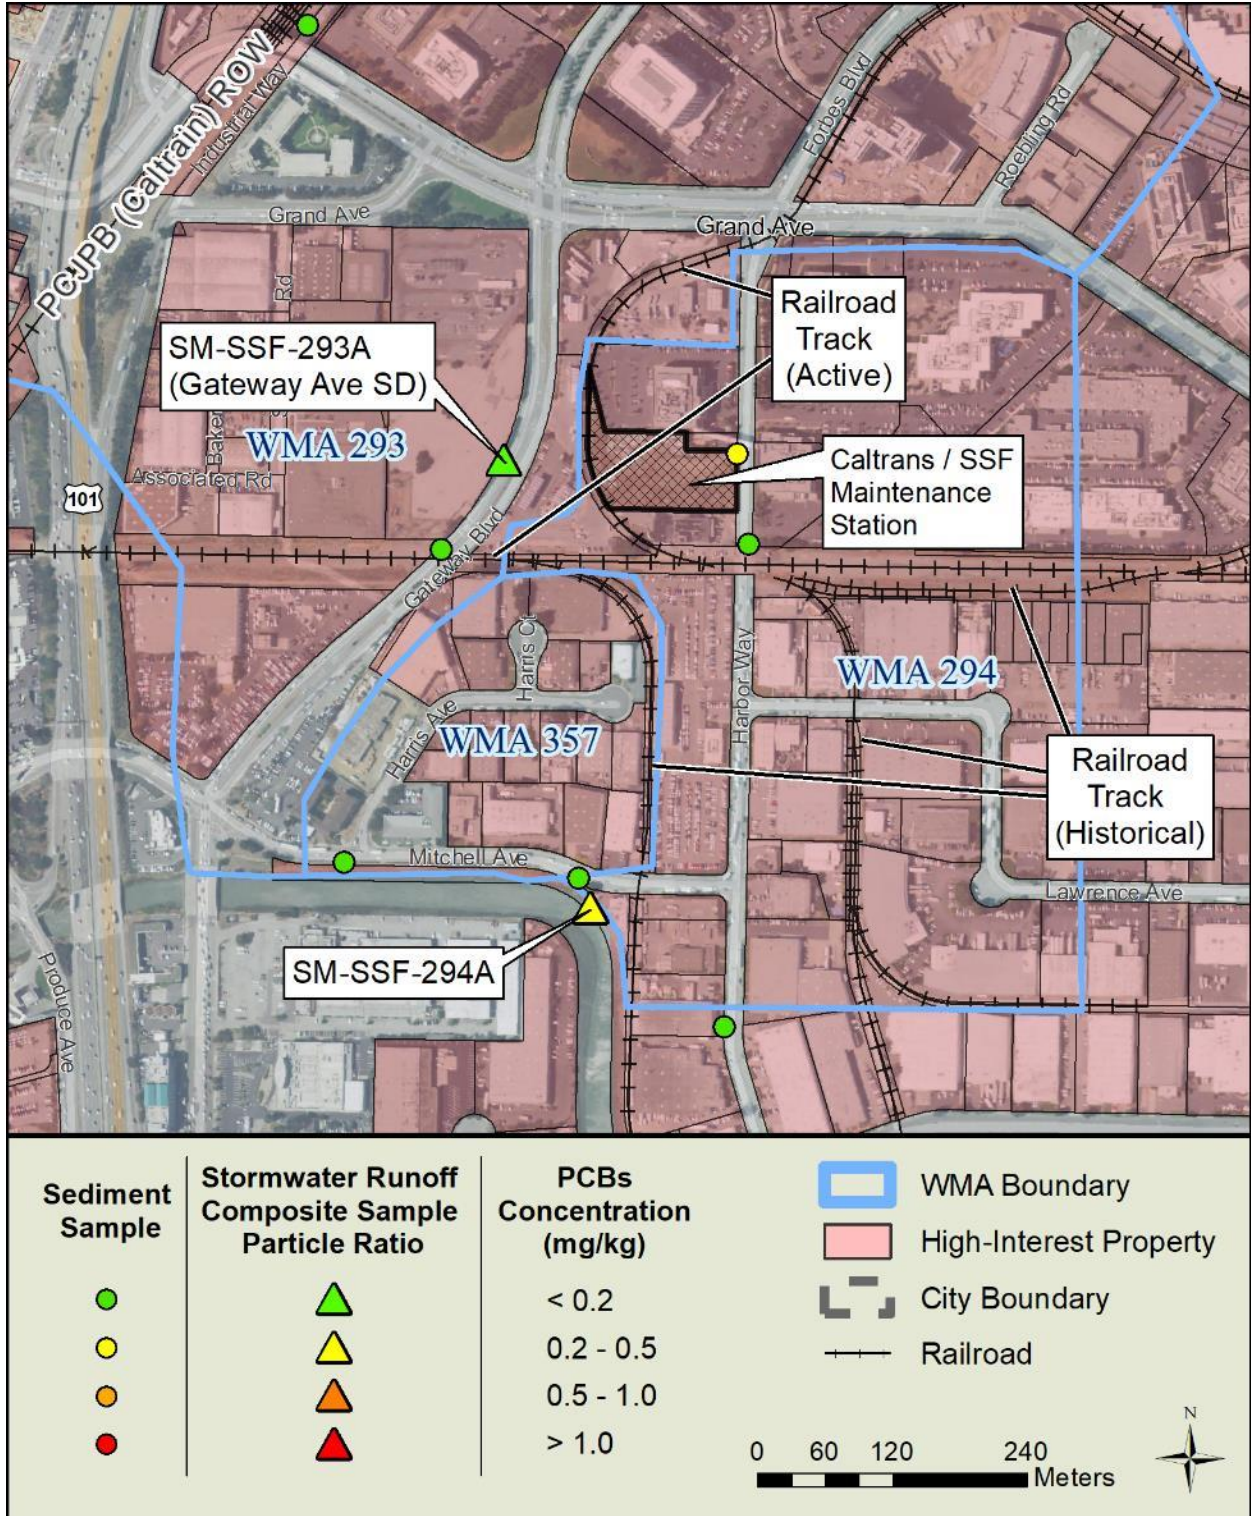 PCJPB (Caltrain) ROW
Industrial Way
Forbes Blvd
Roebling Rd
Grand Ave
Grand Ave
Railroad
Track
(Active)
SM-SSF-293A
(Gateway Ave SD)
Rd
Baker
WMA 293
Associated Rd
101
Caltrans / SSF
Maintenance
Station
Gateway Blvd
Harris Ct
Harbor Way
WMA 294
Harris Ave
WMA 357
Railroad
Track
(Historical)
Mitchell Ave
Lawrence Ave
SM-SSF-294A
Produce Ave
Sediment
Sample
Stormwater Runoff
Composite Sample
Particle Ratio
PCBs
Concentration
(mg/kg)
< 0.2
0.2 - 0.5
0.5 - 1.0
> 1.0
WMA Boundary
High-Interest Property
City Boundary
Railroad
N
0 60 120 240
Meters